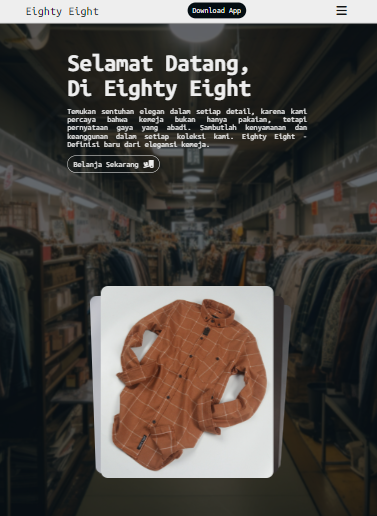 Eighty Eight
Download App
Selamat Datang,
Di Eighty Eight
Temukan sentuhan elegan dalam setiap detail, karena kami
percaya bahwa kemeja bukan hanya pakaian, tetapi
pernyataan gaya yang abadi. Sambutlah kenyamanan dan
keanggunan dalam setiap koleksi kami. Eighty Eight -
Definisi baru dari elegansi kemeja.
Belanja Sekarang